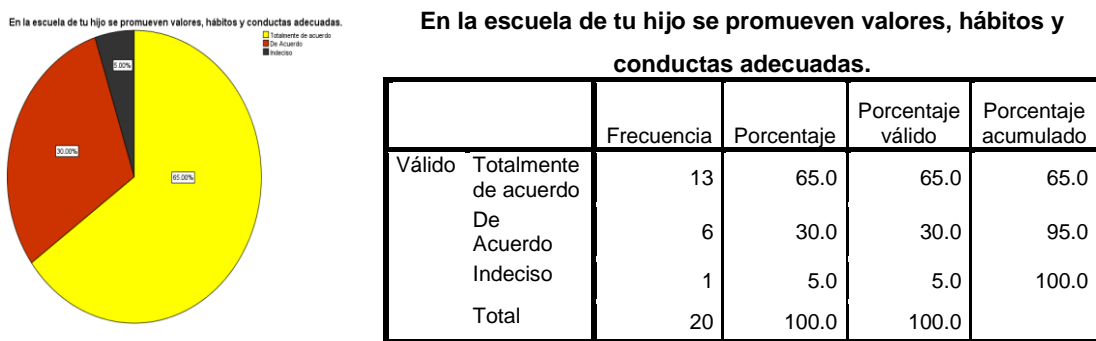 En la escuela de tu hijo se promueven valores, hábitos y conductas adecuadas.
Totalmente de acuerdo
De Acuerdo
Indeciso
5.00%
30.00%
65.00%
En la escuela de tu hijo se promueven valores, hábitos y
conductas adecuadas.
Frecuencia Porcentaje Porcentaje válido Porcentaje acumulado
Válido Totalmente de acuerdo 13 65.0 65.0 65.0
De Acuerdo 6 30.0 30.0 95.0
Indeciso 1 5.0 5.0 100.0
Total 20 100.0 100.0